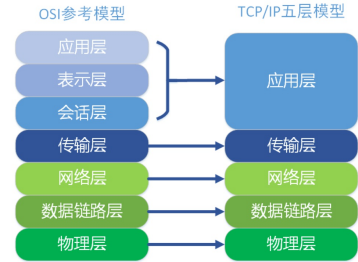 OSI参考模型
TCP/IP五层模型
应用层
表示层
会话层
应用层
传输层
传输层
网络层
网络层
数据链路层
数据链路层
物理层
物理层